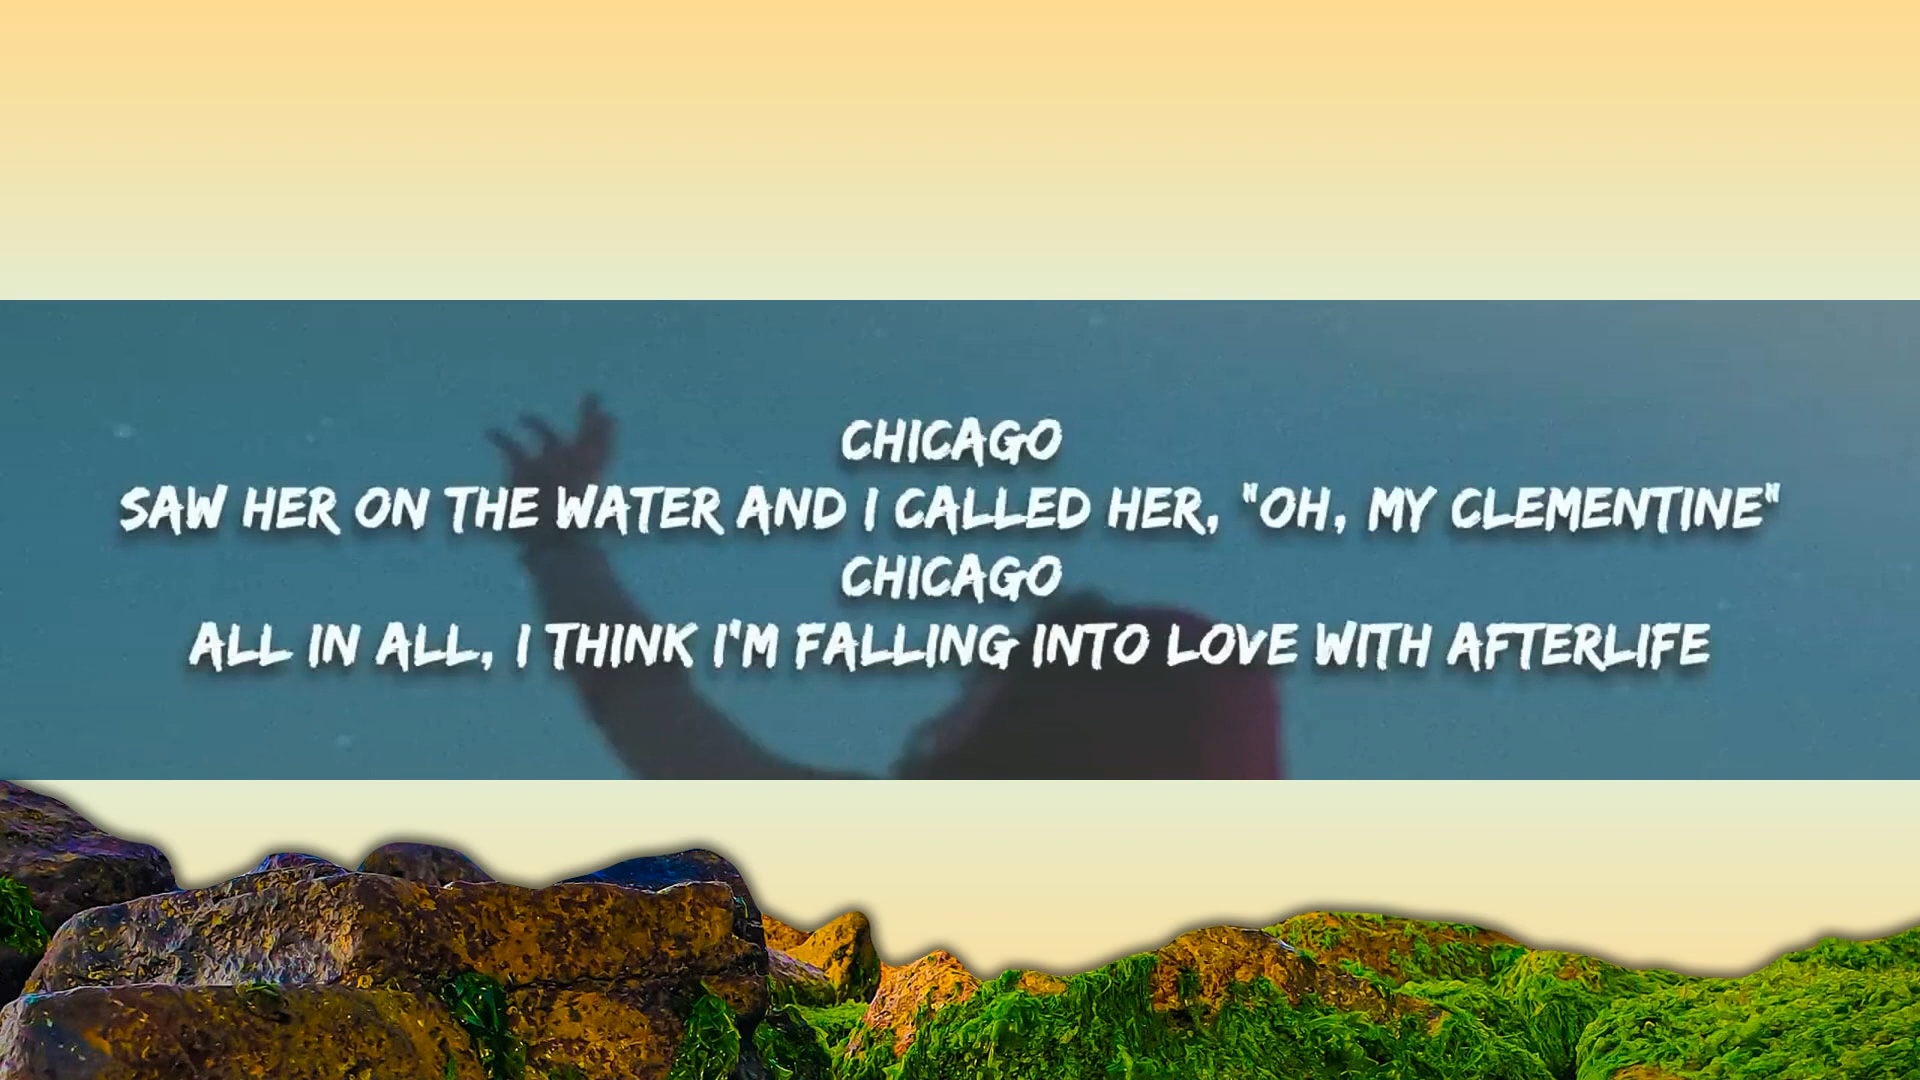 CHICAGO
SAW HER ON THE WATER AND I CALLED HER, "OH, MY CLEMENTINE"
CHICAGO
ALL IN ALL, I THINK I'M FALLING INTO LOVE WITH AFTERLIFE